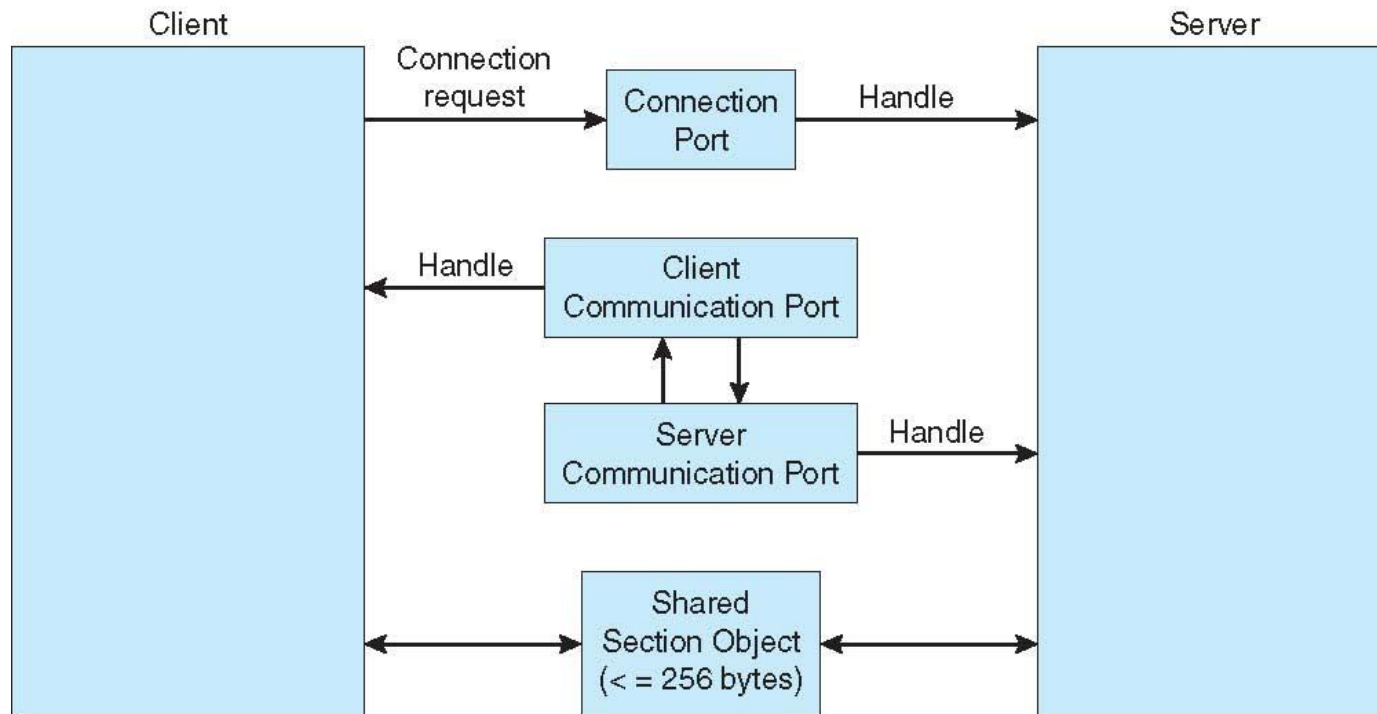 Client
Server
Connection
request
Connection
Port
Handle
Handle
Client
Communication Port
Server
Communication Port
Handle
Shared
Section Object
(< = 256 bytes)